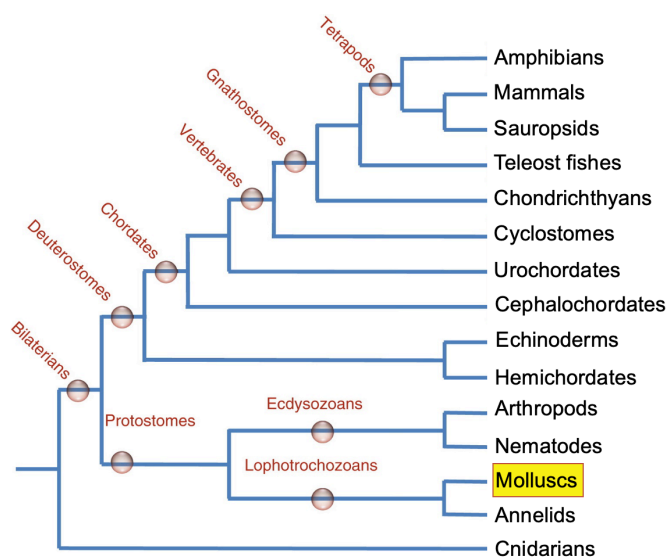 Tetrapods
Gnathostomes
Vertebrates
Chordates
Deuterostomes
Bilaterians
Protostomes
Ecdysozoans
Lophotrochozoans
Amphibians
Mammals
Sauropsids
Teleost fishes
Chondrichthyans
Cyclostomes
Urochordates
Cephalochordates
Echinoderms
Hemichordates
Arthropods
Nematodes
Molluscs
Annelids
Cnidarians